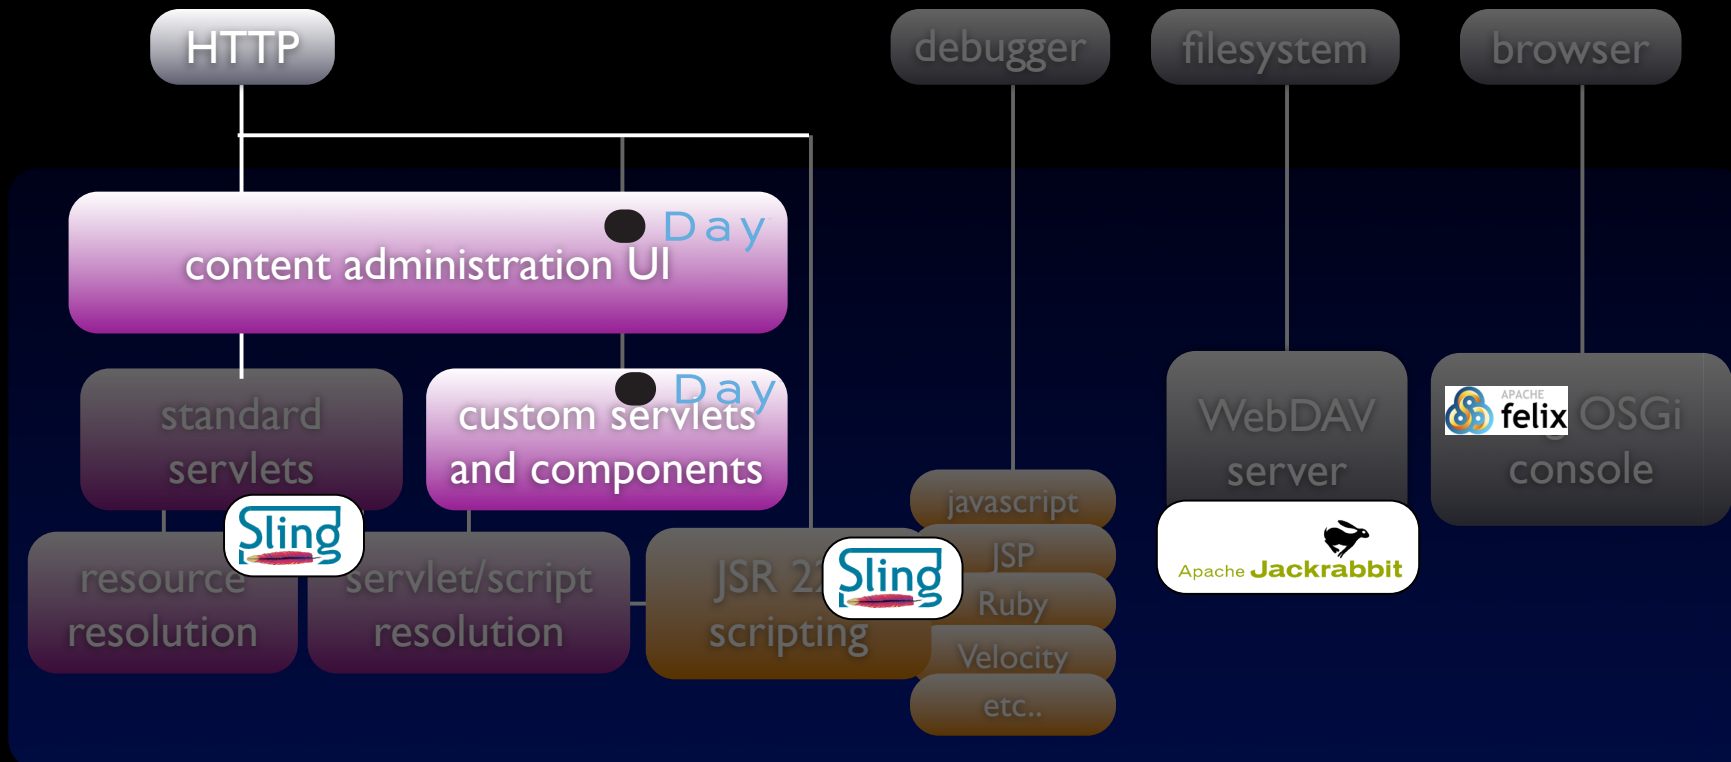 HTTP
debugger
filesystem
browser
Day
content administration UI
Day
standard
servlets
custom servlets
and components
WebDAV
server
APACHE
felix
OSGi
console
Sling
resource
resolution
servlet/script
resolution
JSR
scripting
Sling
javascript
JSP
Ruby
Velocity
etc..
Apache Jackrabbit